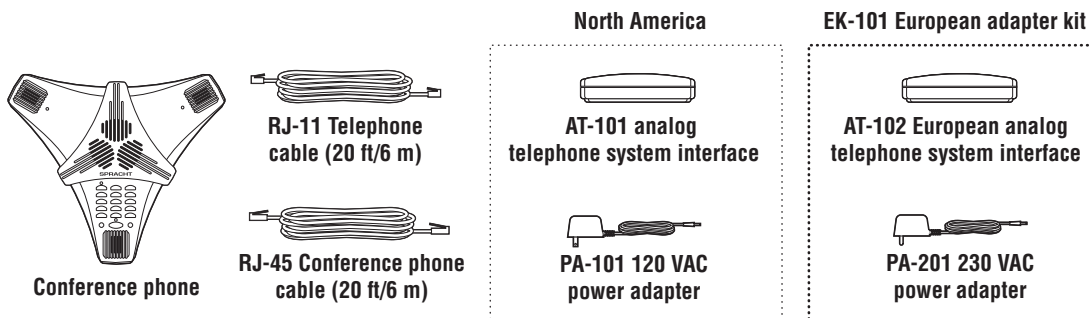 North America
EK-101 European adapter kit
SPRACHT
Conference phone
RJ-11 Telephone
cable (20 ft/6 m)
RJ-45 Conference phone
cable (20 ft/6 m)
AT-101 analog
telephone system interface
PA-101 120 VAC
power adapter
AT-102 European analog
telephone system interface
PA-201 230 VAC
power adapter